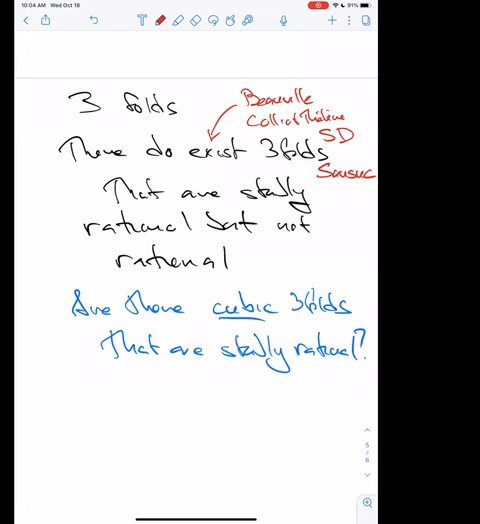 10:04 AM Wed Oct 18
91%
3 folds
Beauville
Colliot Thélène
SD
Sansuc
There do exist 3folds
That are stably
rational but not
rational
Are there cubic 3folds
That are stably rational?
5
/
6